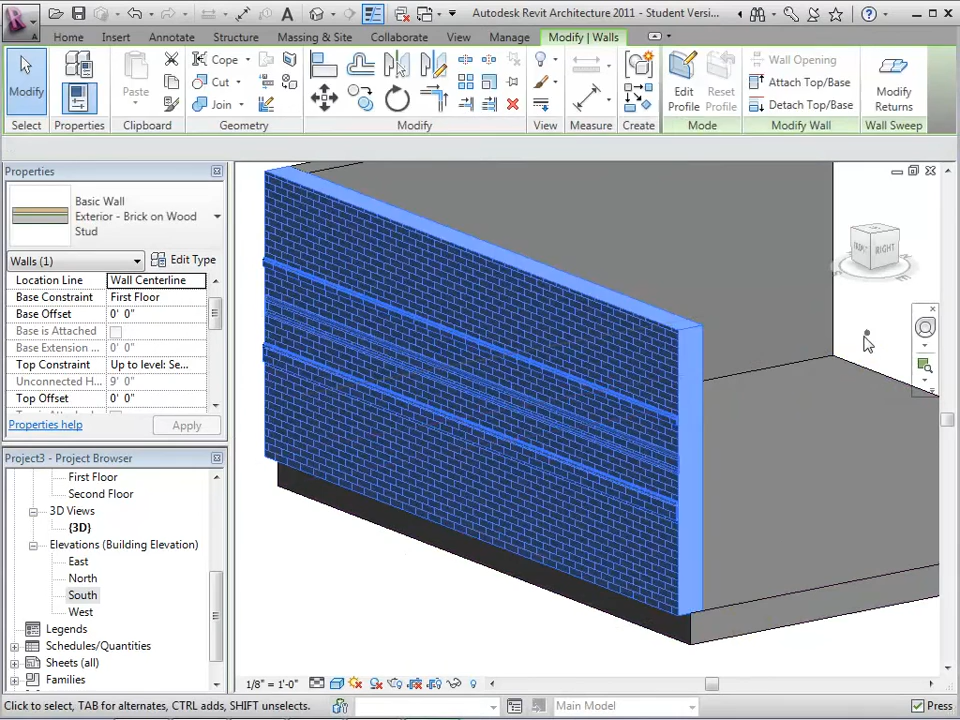 Autodesk Revit Architecture 2011 - Student Versi...
Home Insert Annotate Structure Massing & Site Collaborate View Manage Modify | Walls
Modify Paste Cope Cut Join Edit Profile Reset Profile Wall Opening Attach Top/Base Detach Top/Base Modify Returns
Select Properties Clipboard Geometry Modify View Measure Create Mode Modify Wall Wall Sweep
Properties
Basic Wall
Exterior - Brick on Wood
Stud
Walls (1) Edit Type
Location Line Wall Centerline
Base Constraint First Floor
Base Offset 0' 0"
Base is Attached
Base Extension ... 0' 0"
Top Constraint Up to level: Se...
Unconnected H... 9' 0"
Top Offset 0' 0"
Properties help Apply
Project3 - Project Browser
First Floor
Second Floor
3D Views
{3D}
Elevations (Building Elevation)
East
North
South
West
Legends
Schedules/Quantities
Sheets (all)
Families
FRONT RIGHT
1/8" = 1'-0"
Click to select, TAB for alternates, CTRL adds, SHIFT unselects. Main Model Press